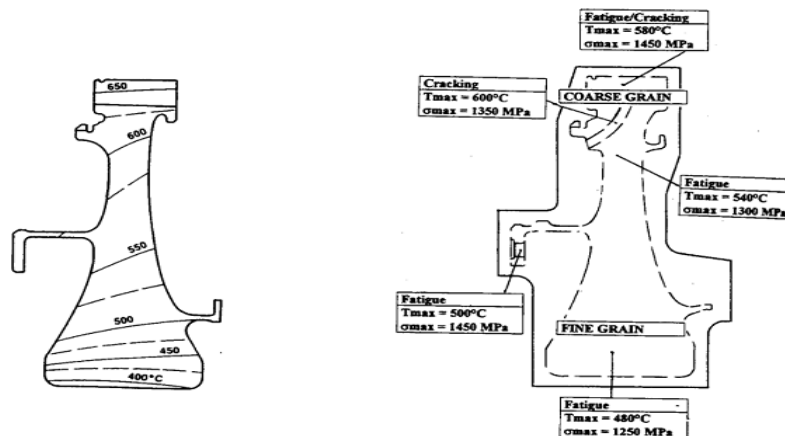 650
600
550
500
450
400°C
Fatigue/Cracking
Tmax = 580°C
σmax = 1450 MPa
Cracking
Tmax = 600°C
σmax = 1350 MPa
COARSE GRAIN
Fatigue
Tmax = 540°C
σmax = 1300 MPa
Fatigue
Tmax = 500°C
σmax = 1450 MPa
FINE GRAIN
Fatigue
Tmax = 480°C
σmax = 1250 MPa